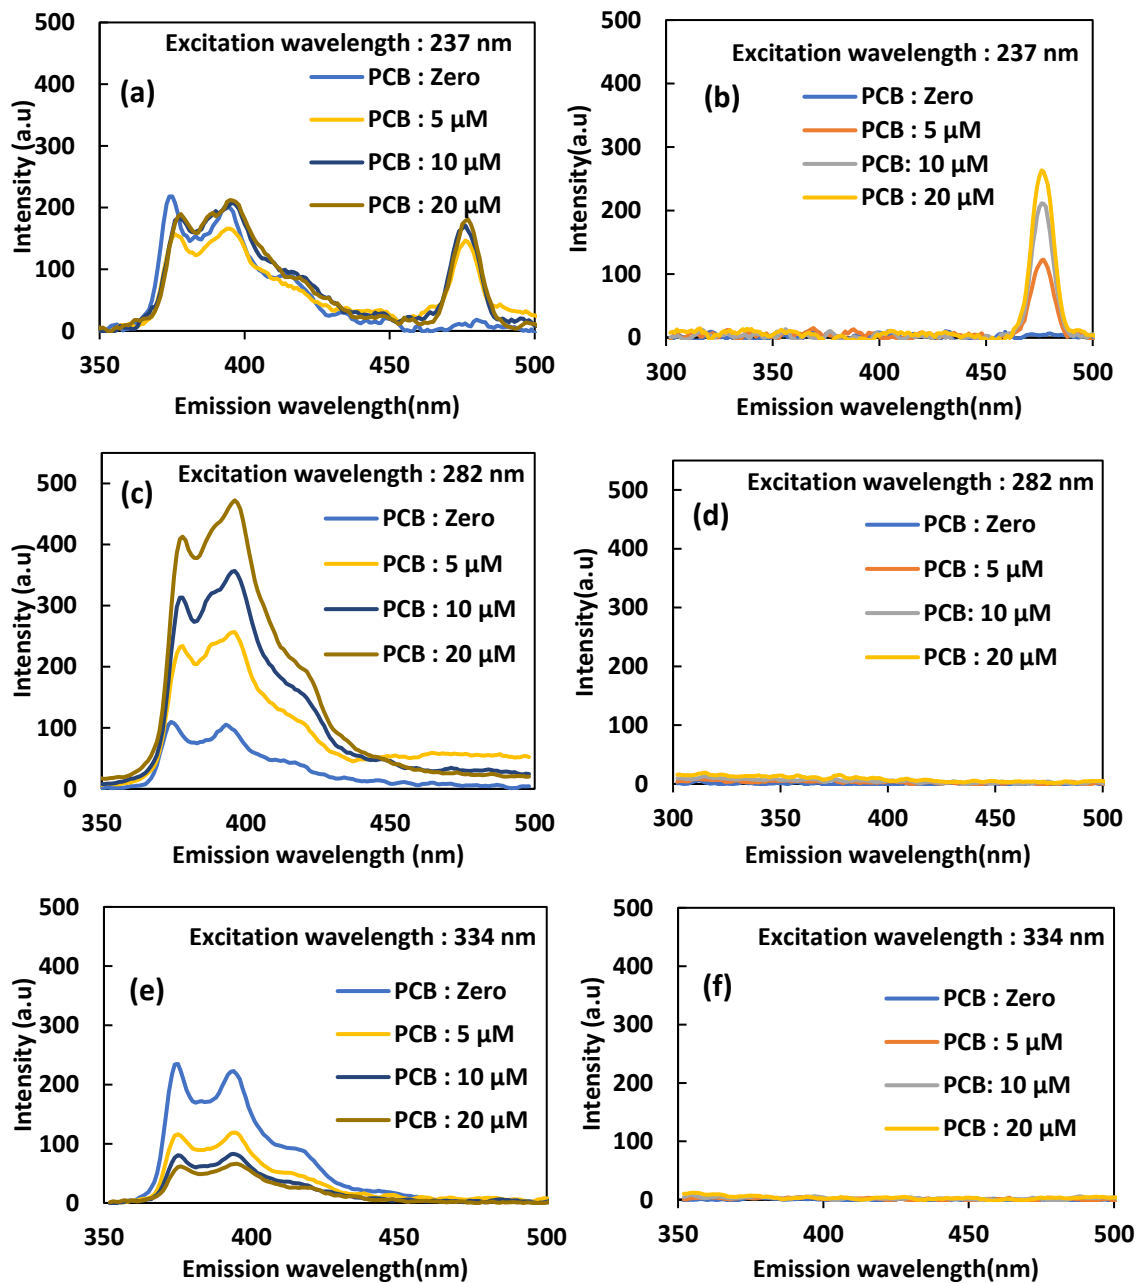 500
400
300
200
100
0
Intensity (a.u)
Excitation wavelength : 237 nm
(a)
PCB : Zero
PCB : 5 µM
PCB : 10 µM
PCB : 20 µM
350
400
450
500
Emission wavelength(nm)
500
400
300
200
100
0
Intensity(a.u)
Excitation wavelength : 237 nm
(b)
PCB : Zero
PCB : 5 µM
PCB: 10 µM
PCB : 20 µM
300
350
400
450
500
Emission wavelength(nm)
500
400
300
200
100
0
Intensity (a.u)
Excitation wavelength : 282 nm
(c)
PCB : Zero
PCB : 5 µM
PCB : 10 µM
PCB : 20 µM
350
400
450
500
Emission wavelength (nm)
500
400
300
200
100
0
Intensity(a.u)
Excitation wavelength : 282 nm
(d)
PCB : Zero
PCB : 5 µM
PCB: 10 µM
PCB : 20 µM
300
350
400
450
500
Emission wavelength(nm)
500
400
300
200
100
0
Intensity (a.u)
Excitation wavelength : 334 nm
(e)
PCB : Zero
PCB : 5 µM
PCB : 10 µM
PCB : 20 µM
350
400
450
500
Emission wavelength(nm)
500
400
300
200
100
0
Intensity (a.u)
Excitation wavelength : 334 nm
(f)
PCB : Zero
PCB : 5 µM
PCB: 10 µM
PCB : 20 µM
350
400
450
500
Emission wavelength(nm)